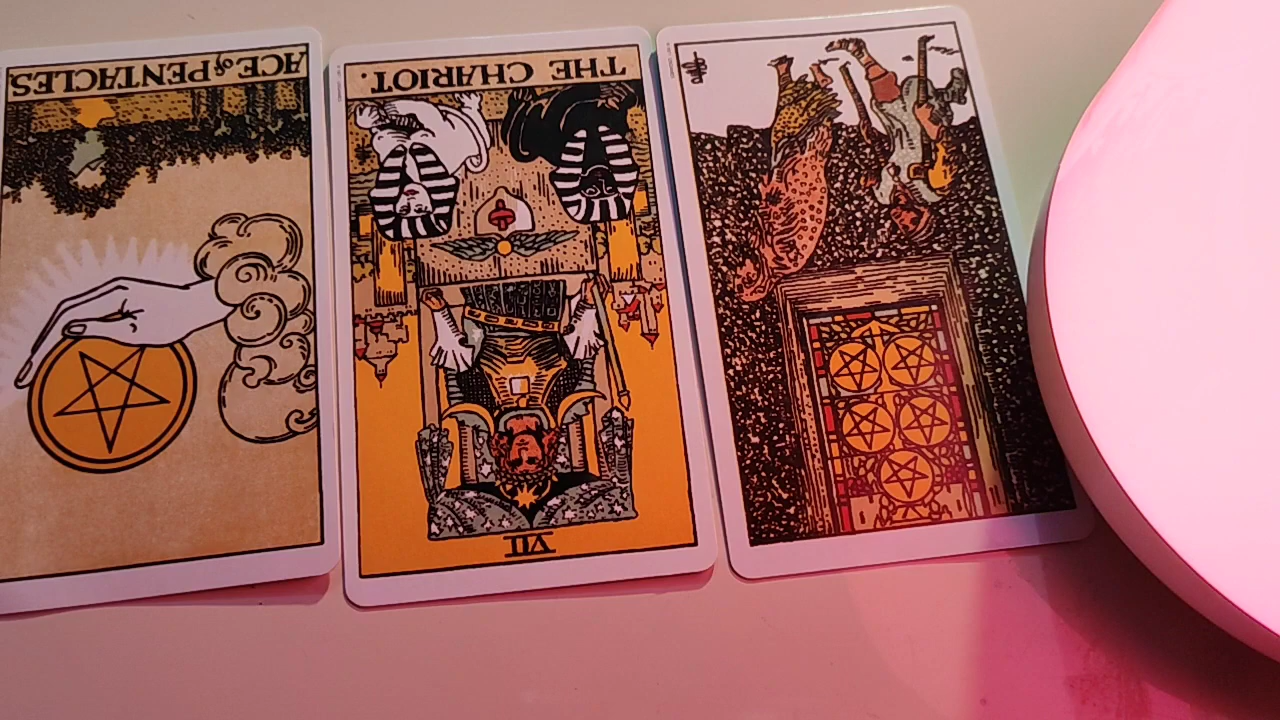 ACE of PENTACLES
THE CHARIOT.
VII